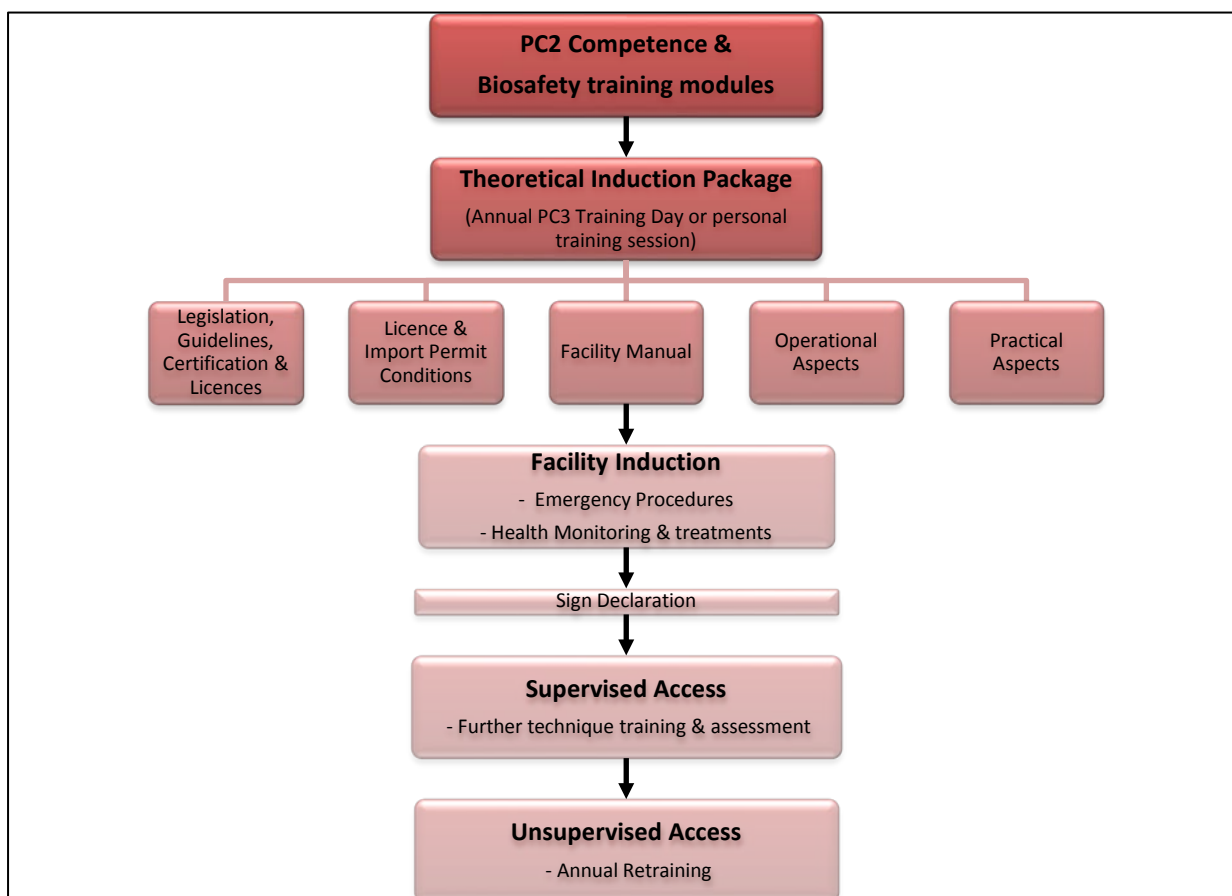 PC2 Competence &
Biosafety training modules
Theoretical Induction Package
(Annual PC3 Training Day or personal
training session)
Legislation,
Guidelines,
Certification &
Licences
Licence &
Import Permit
Conditions
Facility Manual
Operational
Aspects
Practical
Aspects
Facility Induction
- Emergency Procedures
- Health Monitoring & treatments
Sign Declaration
Supervised Access
- Further technique training & assessment
Unsupervised Access
- Annual Retraining